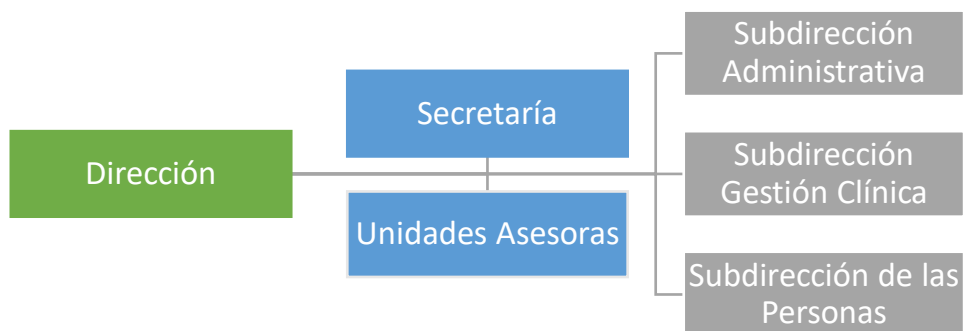 Dirección
Secretaría
Unidades Asesoras
Subdirección
Administrativa
Subdirección
Gestión Clínica
Subdirección de las
Personas